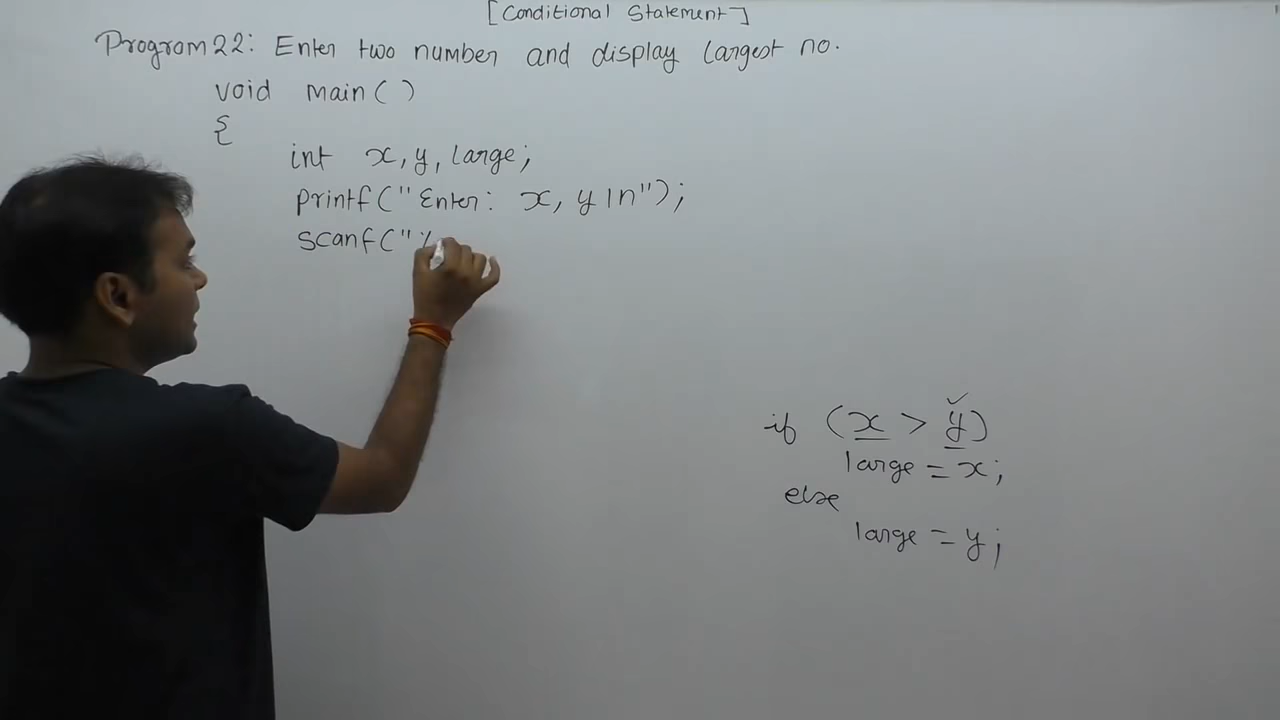 [Conditional Statement]
Program 22: Enter two number and display largest no.
void main()
{
int x, y, large;
printf("Enter: x, y \n");
scanf("%
if (x > y)
large = x;
else
large = y;